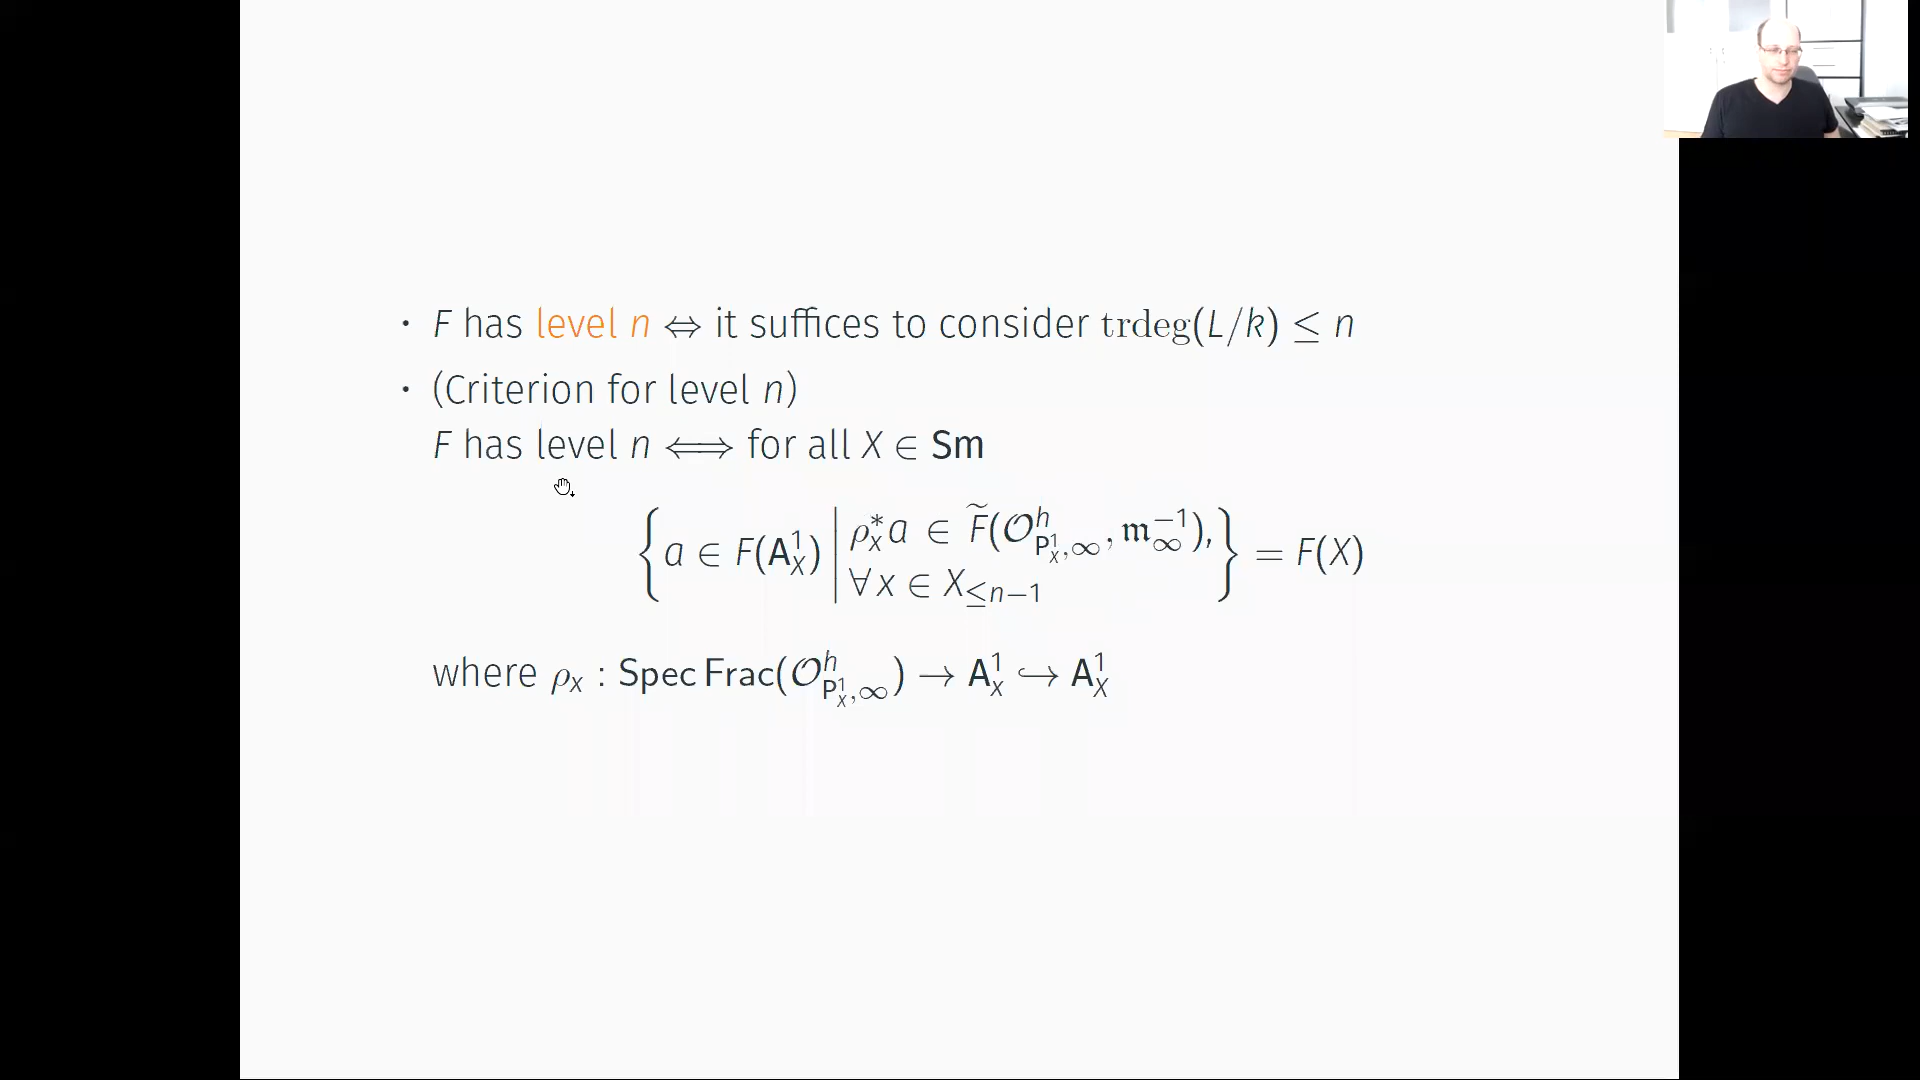 • F has level n ⇔ it suffices to consider trdeg(L/k) ≤ n
• (Criterion for level n)
F has level n ⟺ for all X ∈ Sm
{ a ∈ F(A¹_X) | ρ*_x a ∈ F̃(𝒪^h_{P¹_x,∞}, 𝔪_∞^{-1}), ∀ x ∈ X_{≤n−1} } = F(X)
where ρ_x : Spec Frac(𝒪^h_{P¹_x,∞}) → A¹_x ↪ A¹_X